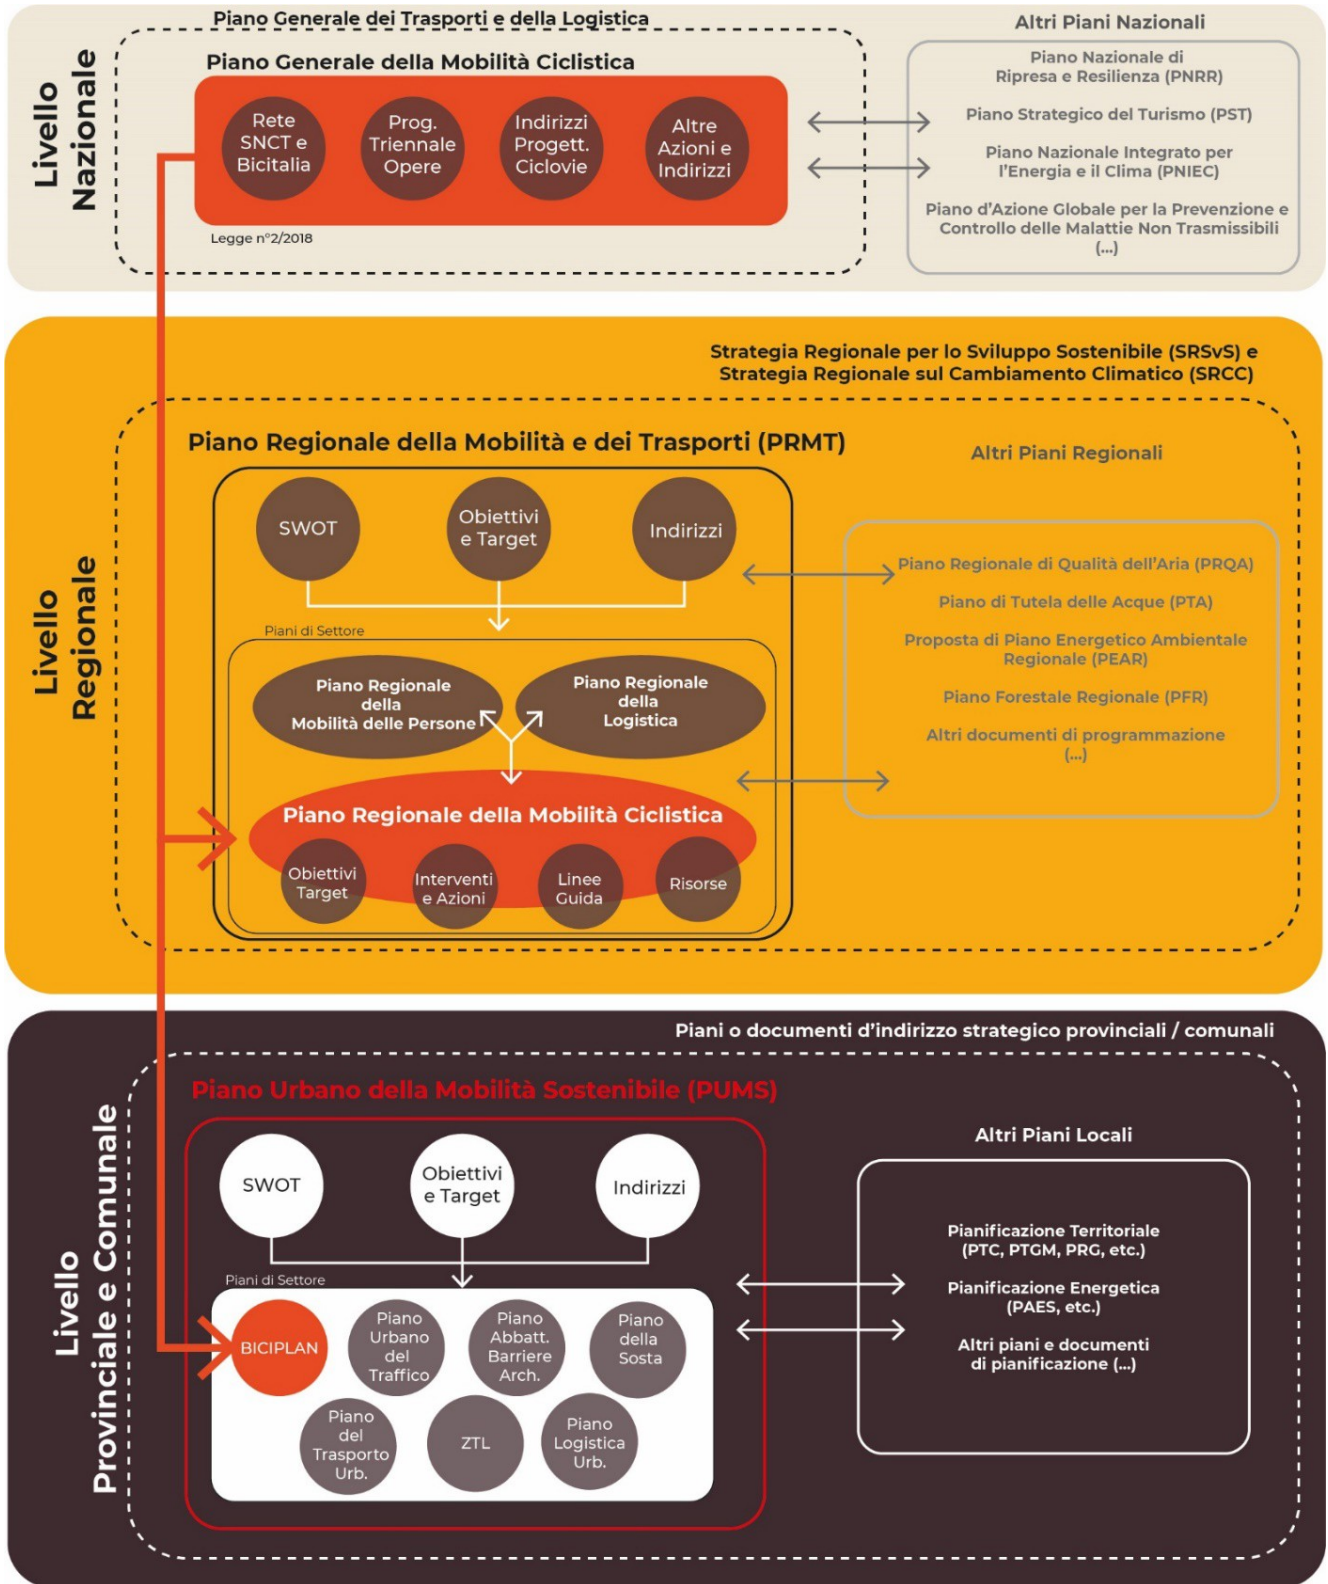 Livello
Nazionale
Piano Generale dei Trasporti e della Logistica
Piano Generale della Mobilità Ciclistica
Rete
SNCT e
Bicitalia
Prog.
Triennale
Opere
Indirizzi
Progett.
Ciclovie
Altre
Azioni e
Indirizzi
Legge n°2/2018
Altri Piani Nazionali
Piano Nazionale di
Ripresa e Resilienza (PNRR)
Piano Strategico del Turismo (PST)
Piano Nazionale Integrato per
l'Energia e il Clima (PNIEC)
Piano d'Azione Globale per la Prevenzione e
Controllo delle Malattie Non Trasmissibili
(...)
Livello
Regionale
Strategia Regionale per lo Sviluppo Sostenibile (SRSvS) e
Strategia Regionale sul Cambiamento Climatico (SRCC)
Piano Regionale della Mobilità e dei Trasporti (PRMT)
SWOT
Obiettivi
e Target
Indirizzi
Piani di Settore
Piano Regionale
della
Mobilità delle Persone
Piano Regionale
della
Logistica
Piano Regionale della Mobilità Ciclistica
Obiettivi
Target
Interventi
e Azioni
Linee
Guida
Risorse
Altri Piani Regionali
Piano Regionale di Qualità dell'Aria (PRQA)
Piano di Tutela delle Acque (PTA)
Proposta di Piano Energetico Ambientale
Regionale (PEAR)
Piano Forestale Regionale (PFR)
Altri documenti di programmazione
(...)
Livello
Provinciale e Comunale
Piani o documenti d'indirizzo strategico provinciali / comunali
Piano Urbano della Mobilità Sostenibile (PUMS)
SWOT
Obiettivi
e Target
Indirizzi
Piani di Settore
BICIPLAN
Piano
Urbano
del
Traffico
Piano
Abbatt.
Barriere
Arch.
Piano
della
Sosta
Piano
del
Trasporto
Urb.
ZTL
Piano
Logistica
Urb.
Altri Piani Locali
Pianificazione Territoriale
(PTC, PTGM, PRG, etc.)
Pianificazione Energetica
(PAES, etc.)
Altri piani e documenti
di pianificazione (...)